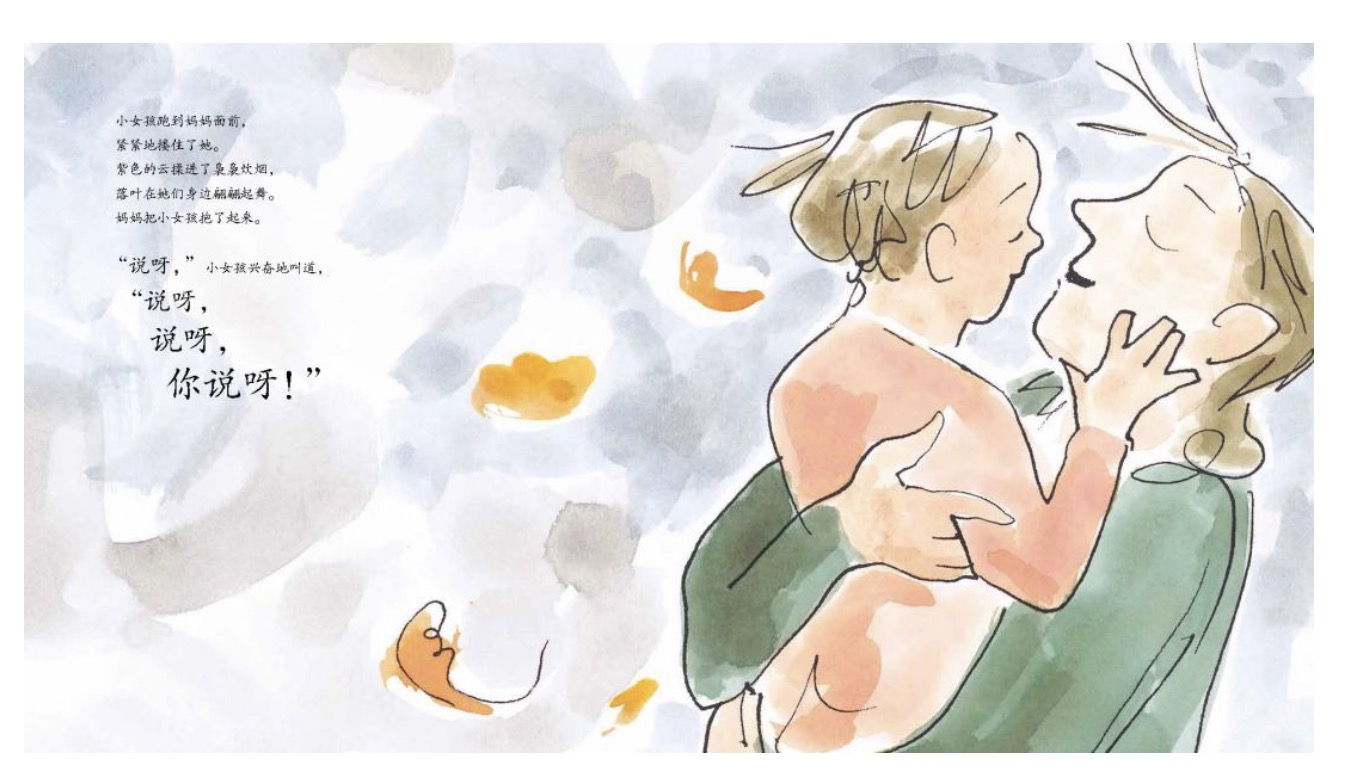 小女孩跑到妈妈面前，
紧紧地搂住了她。
紫色的云揉进了袅袅炊烟，
落叶在她们身边翩翩起舞。
妈妈把小女孩抱了起来。
“说呀，”小女孩兴奋地叫道，
“说呀，
说呀，
你说呀！”